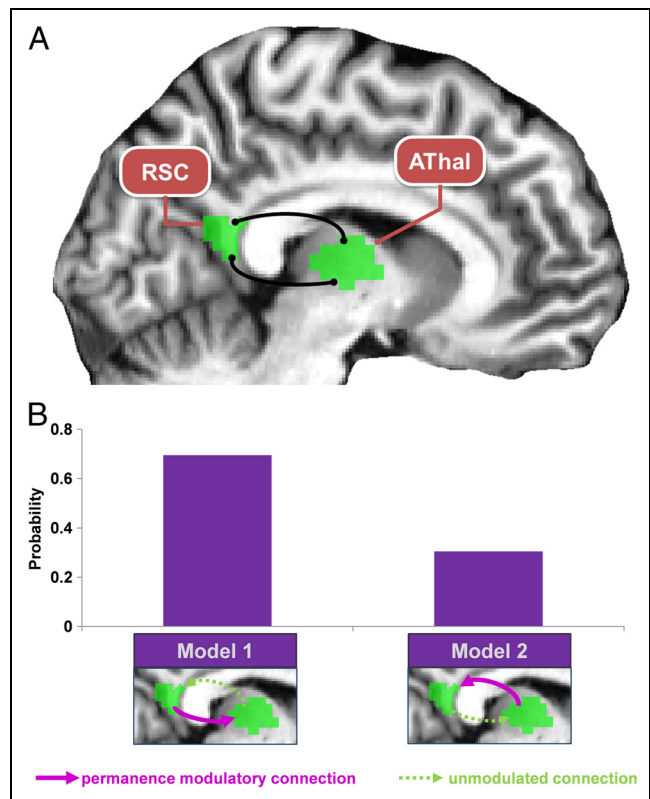 A
RSC
AThal
B
0.8
0.6
0.4
0.2
0
Probability
Model 1
Model 2
permanence modulatory connection
unmodulated connection